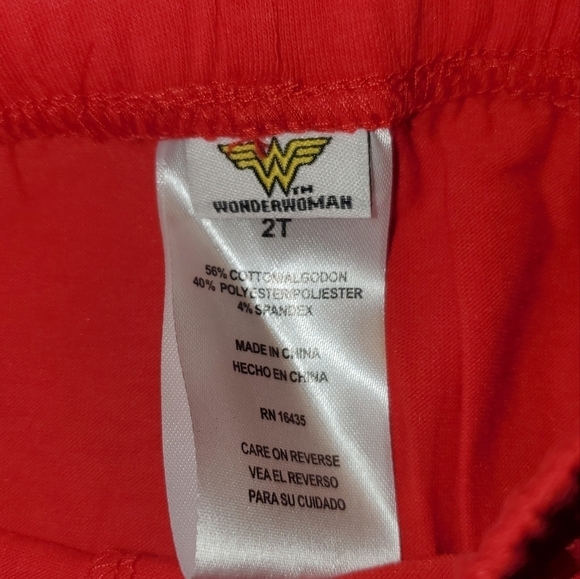 W TM
WONDERWOMAN
2T
56% COTTON/ALGODON
40% POLYESTER/POLIESTER
4% SPANDEX
MADE IN CHINA
HECHO EN CHINA
RN 16435
CARE ON REVERSE
VEA EL REVERSO
PARA SU CUIDADO